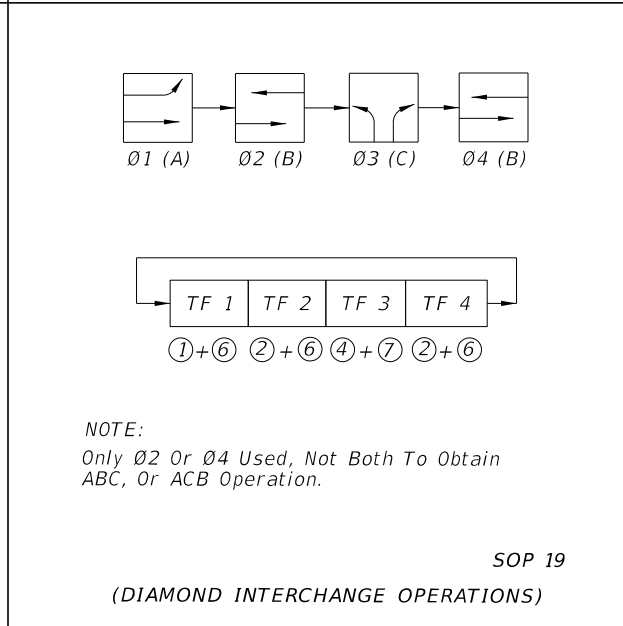 Ø1 (A) Ø2 (B) Ø3 (C) Ø4 (B)
TF 1 TF 2 TF 3 TF 4
①+⑥ ②+⑥ ④+⑦ ②+⑥
NOTE:
Only Ø2 Or Ø4 Used, Not Both To Obtain
ABC, Or ACB Operation.
SOP 19
(DIAMOND INTERCHANGE OPERATIONS)